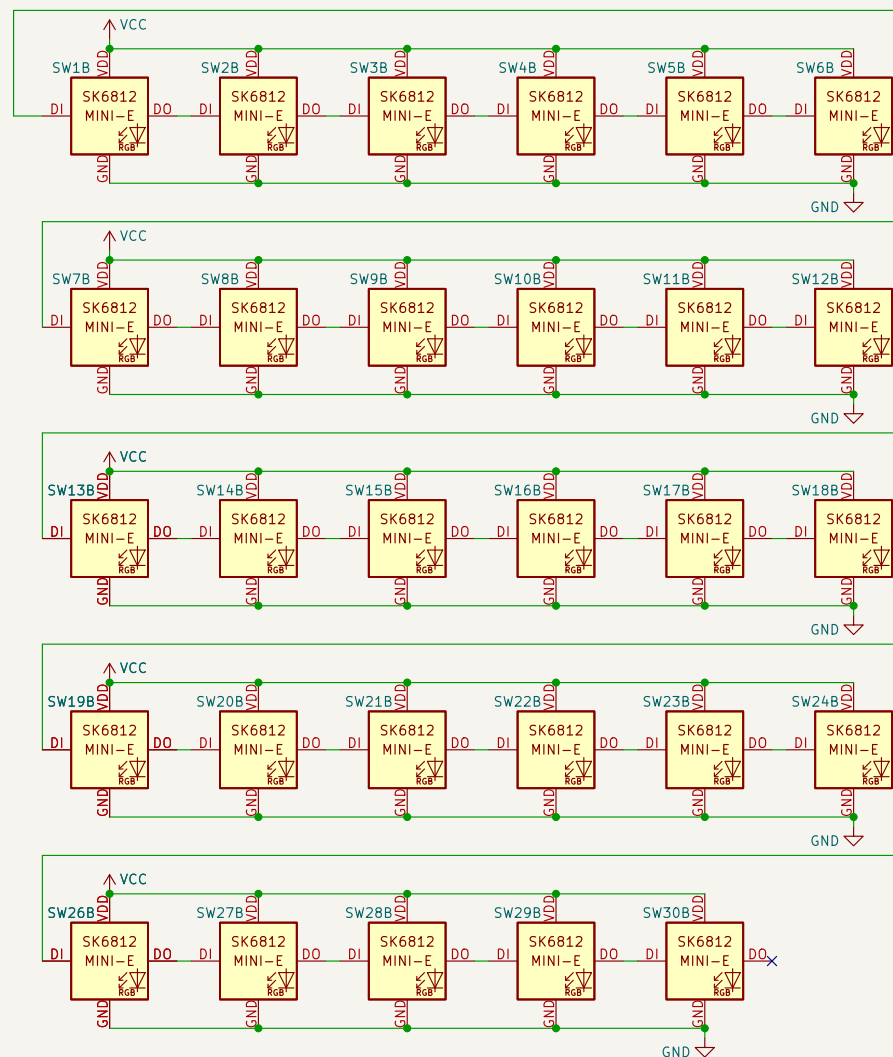 VCC
SW1B SW2B SW3B SW4B SW5B SW6B
VDD VDD VDD VDD VDD VDD
SK6812 SK6812 SK6812 SK6812 SK6812 SK6812
DI MINI-E DO DI MINI-E DO DI MINI-E DO DI MINI-E DO DI MINI-E DO DI MINI-E
RGB RGB RGB RGB RGB RGB
GND GND GND GND GND GND
GND
VCC
SW7B SW8B SW9B SW10B SW11B SW12B
VDD VDD VDD VDD VDD VDD
SK6812 SK6812 SK6812 SK6812 SK6812 SK6812
DI MINI-E DO DI MINI-E DO DI MINI-E DO DI MINI-E DO DI MINI-E DO DI MINI-E
RGB RGB RGB RGB RGB RGB
GND GND GND GND GND GND
GND
VCC
SW13B SW14B SW15B SW16B SW17B SW18B
VDD VDD VDD VDD VDD VDD
SK6812 SK6812 SK6812 SK6812 SK6812 SK6812
DI MINI-E DO DI MINI-E DO DI MINI-E DO DI MINI-E DO DI MINI-E DO DI MINI-E
RGB RGB RGB RGB RGB RGB
GND GND GND GND GND GND
GND
VCC
SW19B SW20B SW21B SW22B SW23B SW24B
VDD VDD VDD VDD VDD VDD
SK6812 SK6812 SK6812 SK6812 SK6812 SK6812
DI MINI-E DO DI MINI-E DO DI MINI-E DO DI MINI-E DO DI MINI-E DO DI MINI-E
RGB RGB RGB RGB RGB RGB
GND GND GND GND GND GND
GND
VCC
SW26B SW27B SW28B SW29B SW30B
VDD VDD VDD VDD VDD
SK6812 SK6812 SK6812 SK6812 SK6812
DI MINI-E DO DI MINI-E DO DI MINI-E DO DI MINI-E DO DI MINI-E DO
RGB RGB RGB RGB RGB
GND GND GND GND GND
GND